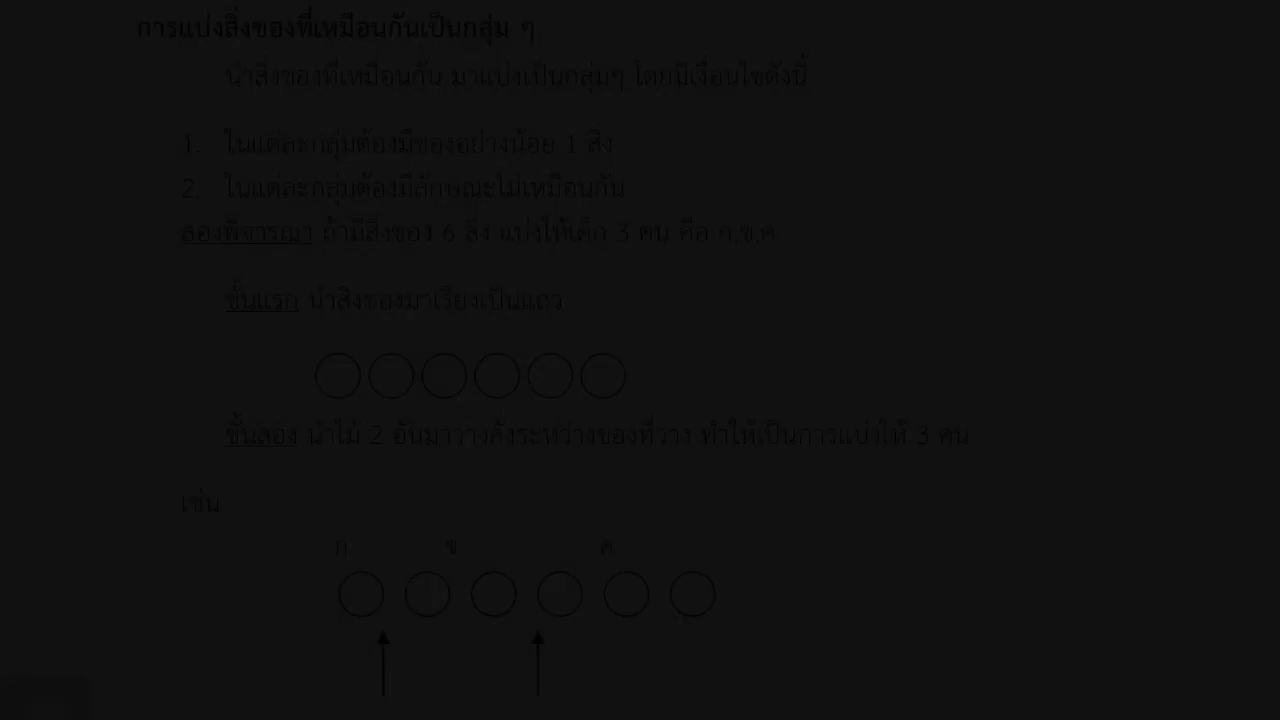 การแบ่งสิ่งของที่เหมือนกันเป็นกลุ่ม ๆ
นำสิ่งของที่เหมือนกัน มาแบ่งเป็นกลุ่มๆ โดยมีเงื่อนไขดังนี้
1. ในแต่ละกลุ่มต้องมีของอย่างน้อย 1 สิ่ง
2. ในแต่ละกลุ่มต้องมีลักษณะไม่เหมือนกัน
ลองพิจารณา ถ้ามีสิ่งของ 6 สิ่ง แบ่งให้เด็ก 3 คน คือ ก,ข,ค
ขั้นแรก นำสิ่งของมาเรียงเป็นแถว
ขั้นสอง นำไม้ 2 อันมาวางคั่งระหว่างของที่วาง ทำให้เป็นการแบ่งให้ 3 คน
เช่น
ก ข ค